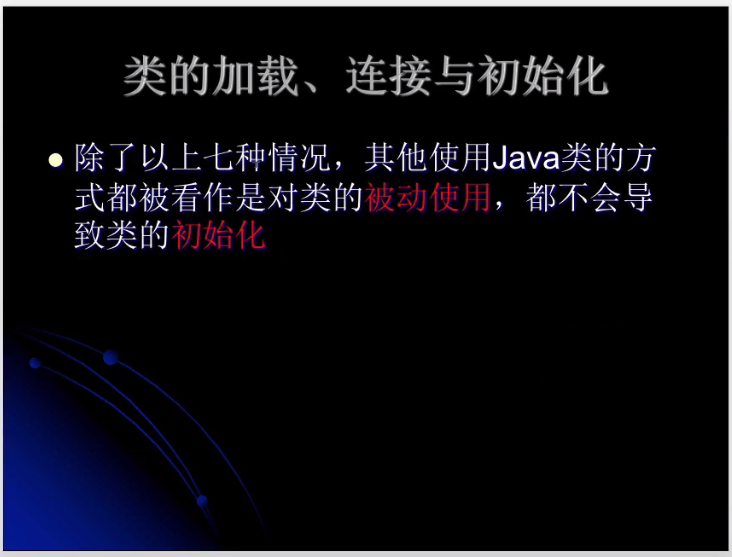 类的加载、连接与初始化
除了以上七种情况，其他使用Java类的方
式都被看作是对类的被动使用，都不会导
致类的初始化